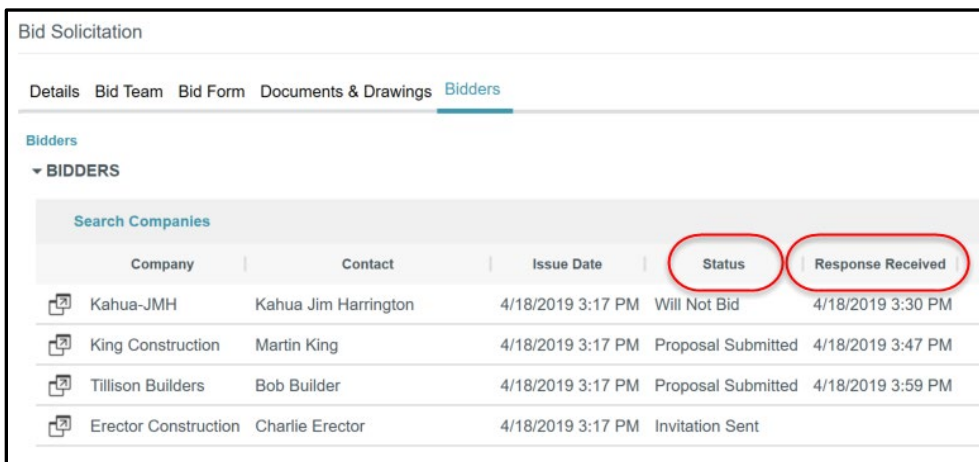 Bid Solicitation
Details Bid Team Bid Form Documents & Drawings Bidders
Bidders
BIDDERS
Search Companies
Company Contact Issue Date Status Response Received
Kahua-JMH Kahua Jim Harrington 4/18/2019 3:17 PM Will Not Bid 4/18/2019 3:30 PM
King Construction Martin King 4/18/2019 3:17 PM Proposal Submitted 4/18/2019 3:47 PM
Tillison Builders Bob Builder 4/18/2019 3:17 PM Proposal Submitted 4/18/2019 3:59 PM
Erector Construction Charlie Erector 4/18/2019 3:17 PM Invitation Sent